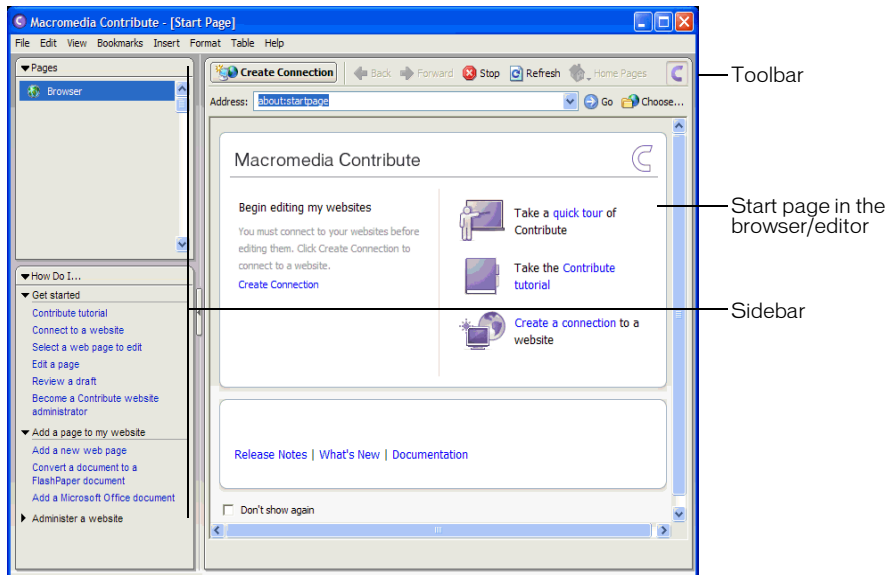 Macromedia Contribute - [Start Page]
File Edit View Bookmarks Insert Format Table Help
Pages
Browser
Create Connection Back Forward Stop Refresh Home Pages
Address: about:startpage Go Choose...
Macromedia Contribute
Begin editing my websites
You must connect to your websites before
editing them. Click Create Connection to
connect to a website.
Create Connection
Take a quick tour of
Contribute
Take the Contribute
tutorial
Create a connection to a
website
Release Notes | What's New | Documentation
Don't show again
How Do I...
Get started
Contribute tutorial
Connect to a website
Select a web page to edit
Edit a page
Review a draft
Become a Contribute website
administrator
Add a page to my website
Add a new web page
Convert a document to a
FlashPaper document
Add a Microsoft Office document
Administer a website
Toolbar
Start page in the
browser/editor
Sidebar